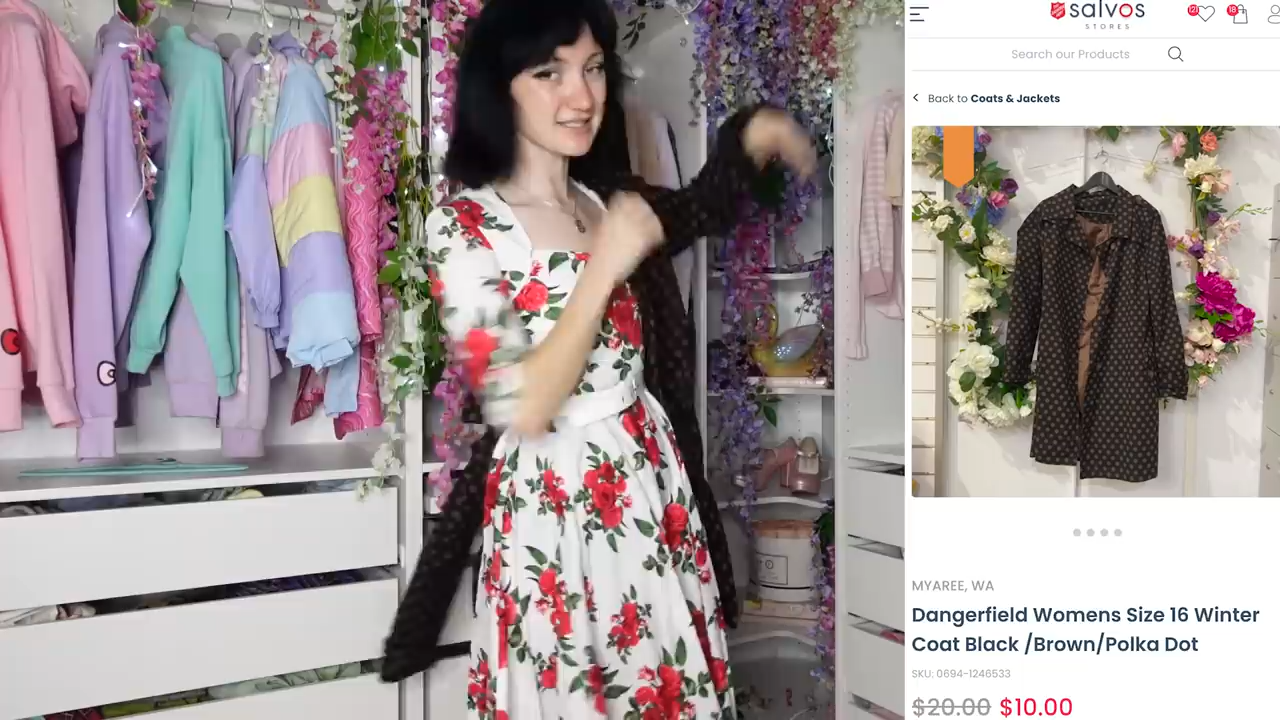 salvos
STORES
Search our Products
Back to Coats & Jackets
MYAREE, WA
Dangerfield Womens Size 16 Winter
Coat Black /Brown/Polka Dot
SKU: 0694-1246533
$20.00 $10.00